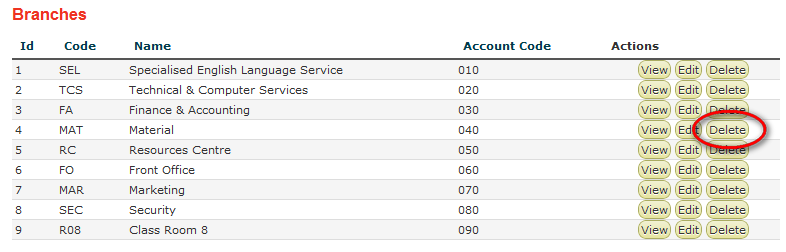 Branches
Id Code Name Account Code Actions
1 SEL Specialised English Language Service 010 View Edit Delete
2 TCS Technical & Computer Services 020 View Edit Delete
3 FA Finance & Accounting 030 View Edit Delete
4 MAT Material 040 View Edit Delete
5 RC Resources Centre 050 View Edit Delete
6 FO Front Office 060 View Edit Delete
7 MAR Marketing 070 View Edit Delete
8 SEC Security 080 View Edit Delete
9 R08 Class Room 8 090 View Edit Delete